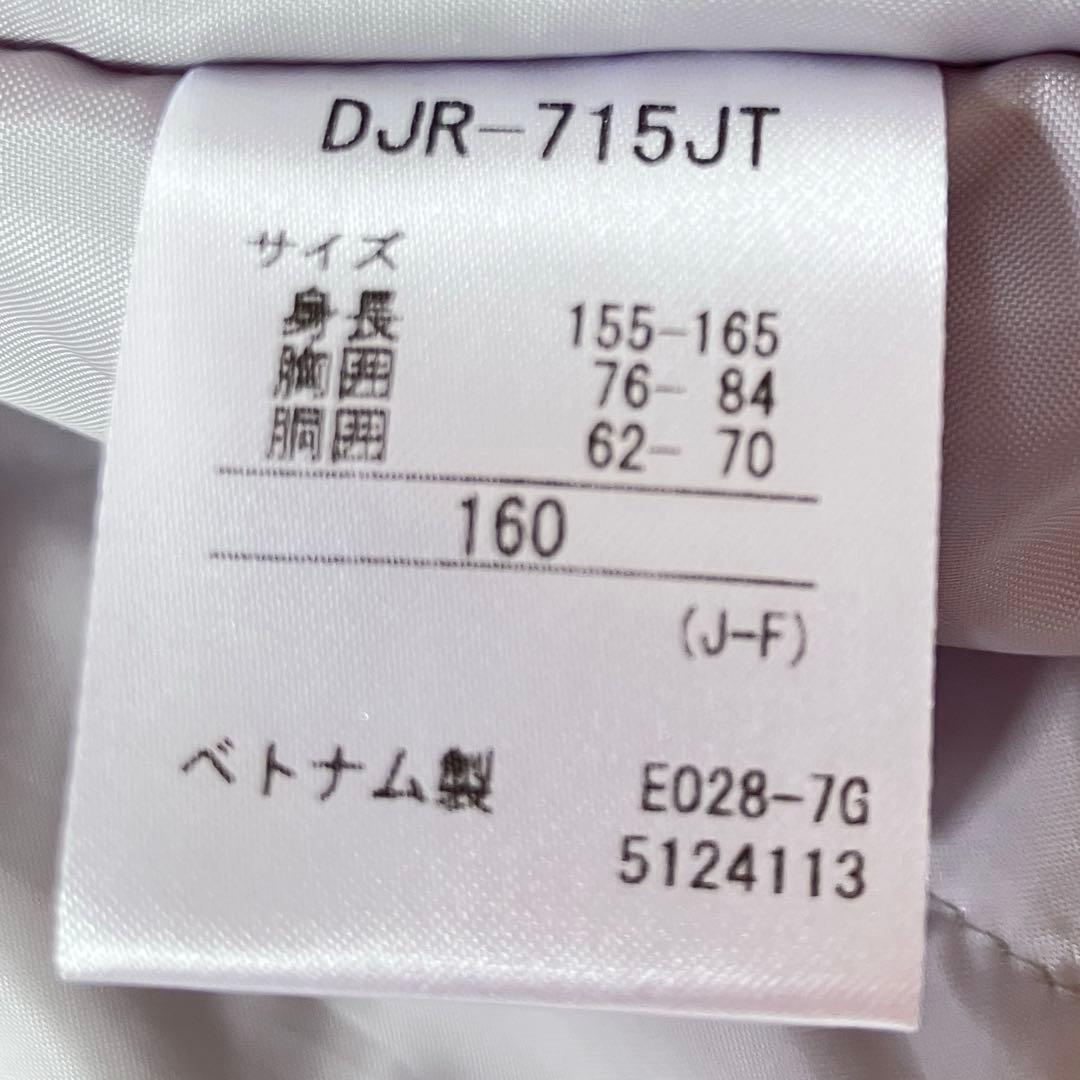 DJR-715JT
サイズ
身長 155-165
胸囲 76- 84
胴囲 62- 70
160
(J-F)
ベトナム製 E028-7G
5124113